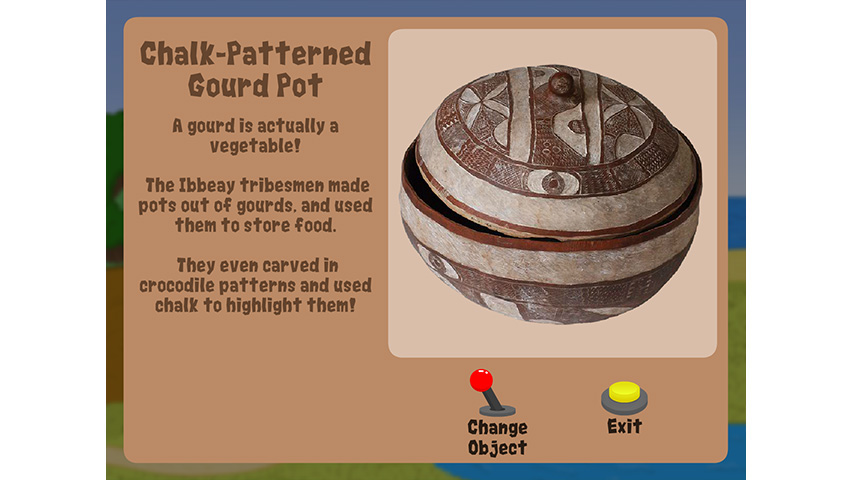 Chalk-Patterned
Gourd Pot
A gourd is actually a
vegetable!
The Ibbeay tribesmen made
pots out of gourds, and used
them to store food.
They even carved in
crocodile patterns and used
chalk to highlight them!
Change
Object
Exit